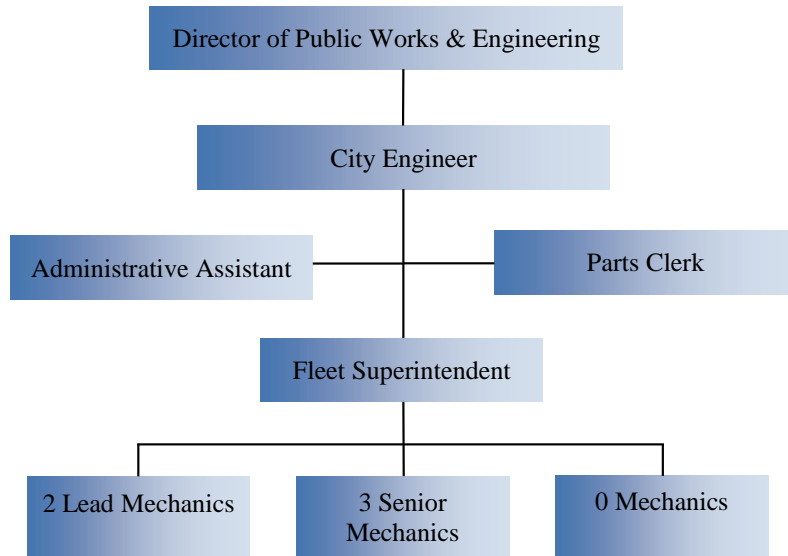 Director of Public Works & Engineering
City Engineer
Administrative Assistant
Parts Clerk
Fleet Superintendent
2 Lead Mechanics
3 Senior
Mechanics
0 Mechanics